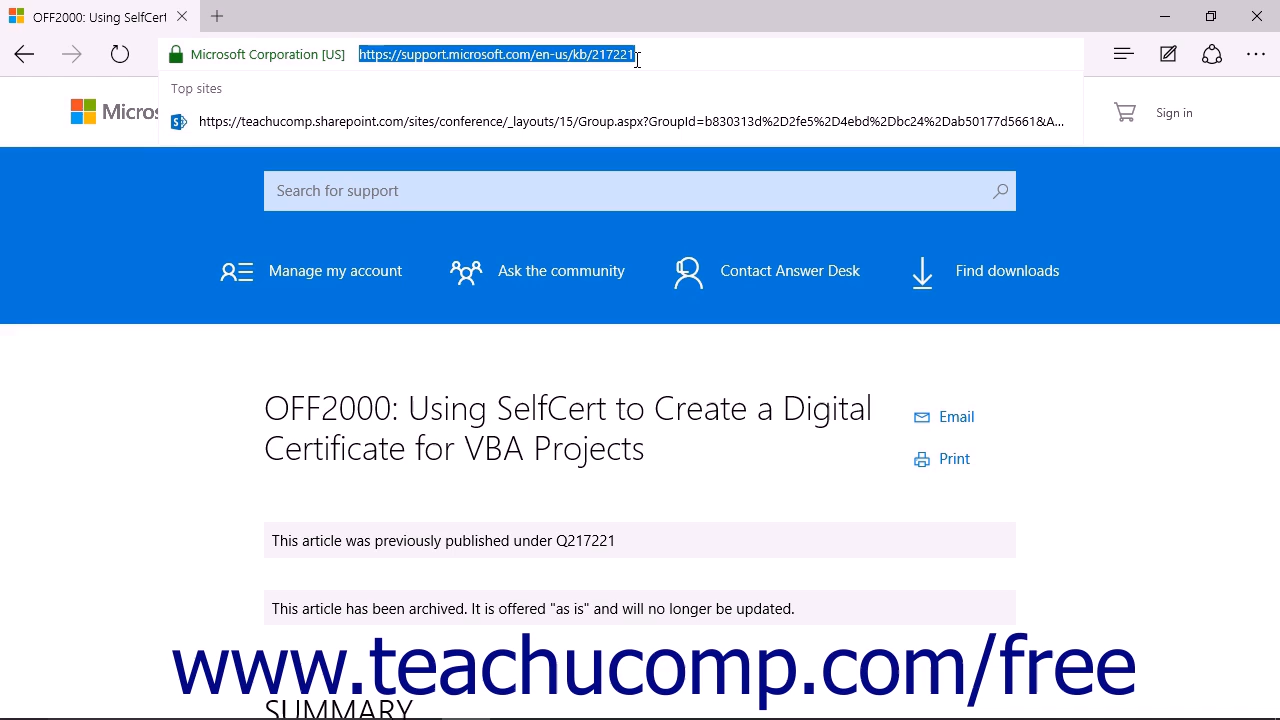 OFF2000: Using SelfCert
Microsoft Corporation [US] https://support.microsoft.com/en-us/kb/217221
Top sites
https://teachucomp.sharepoint.com/sites/conference/_layouts/15/Group.aspx?GroupId=b830313d%2D2fe5%2D4ebd%2Dbc24%2Dab50177d5661&A...
Micros
Sign in
Search for support
Manage my account
Ask the community
Contact Answer Desk
Find downloads
OFF2000: Using SelfCert to Create a Digital
Certificate for VBA Projects
Email
Print
This article was previously published under Q217221
This article has been archived. It is offered "as is" and will no longer be updated.
www.teachucomp.com/free
SUMMARY